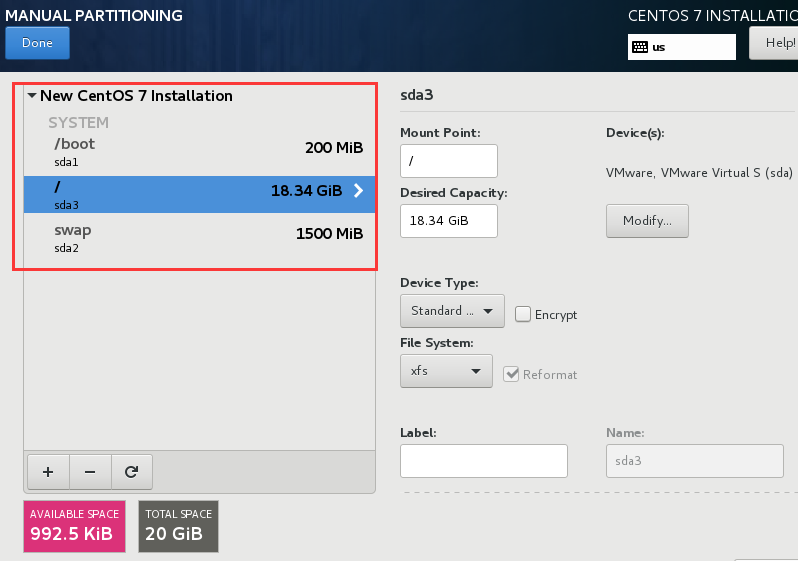 MANUAL PARTITIONING
CENTOS 7 INSTALLATIO
Done
us
Help!
New CentOS 7 Installation
SYSTEM
/boot
200 MiB
sda1
/
18.34 GiB
sda3
swap
1500 MiB
sda2
+ −
AVAILABLE SPACE
992.5 KiB
TOTAL SPACE
20 GiB
sda3
Mount Point:
/
Desired Capacity:
18.34 GiB
Device(s):
VMware, VMware Virtual S (sda)
Modify...
Device Type:
Standard ...
Encrypt
File System:
xfs
Reformat
Label:
Name:
sda3